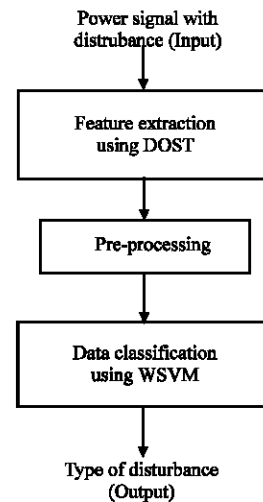 Power signal with
distrubance (Input)
Feature extraction
using DOST
Pre-processing
Data classification
using WSVM
Type of disturbance
(Output)